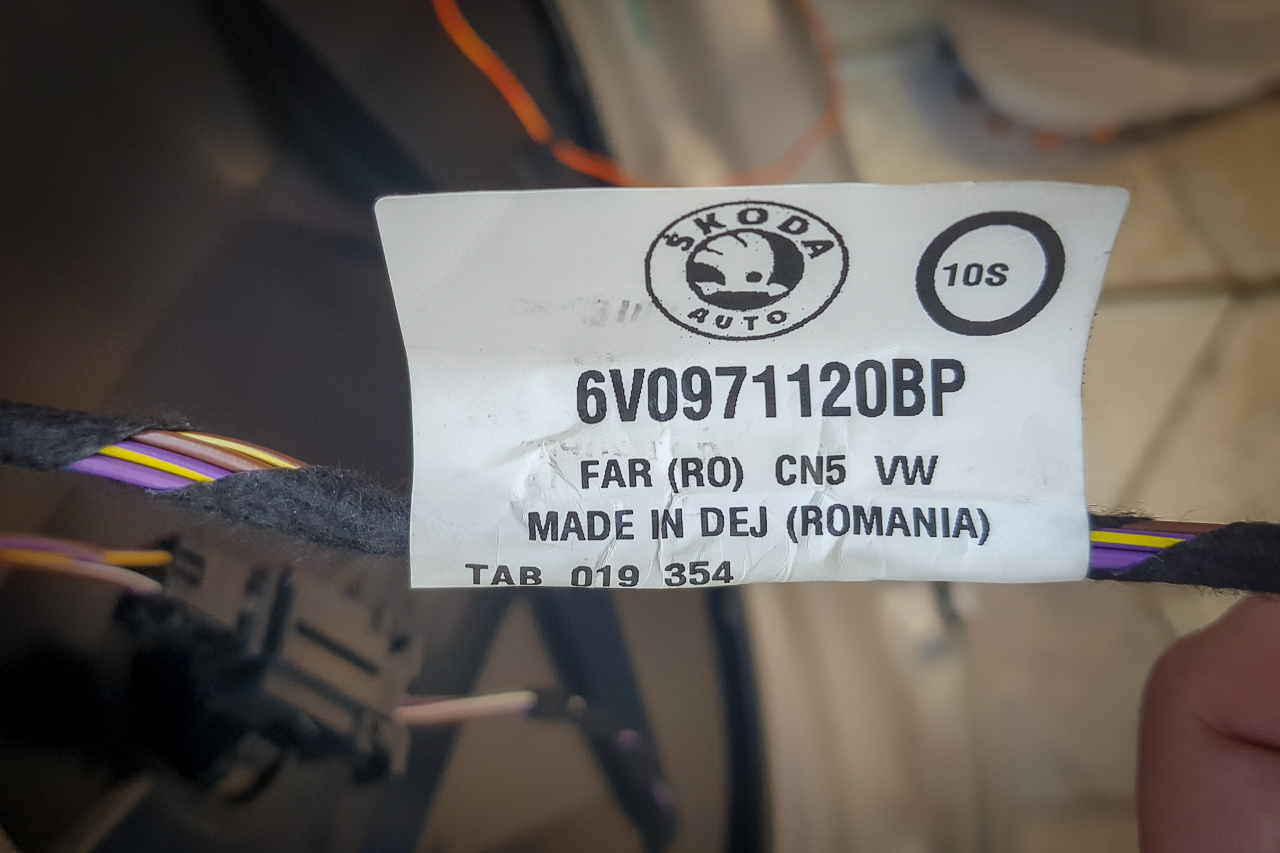 ŠKODA
AUTO
10S
6V0971120BP
FAR (RO) CN5 VW
MADE IN DEJ (ROMANIA)
TAB 019 354